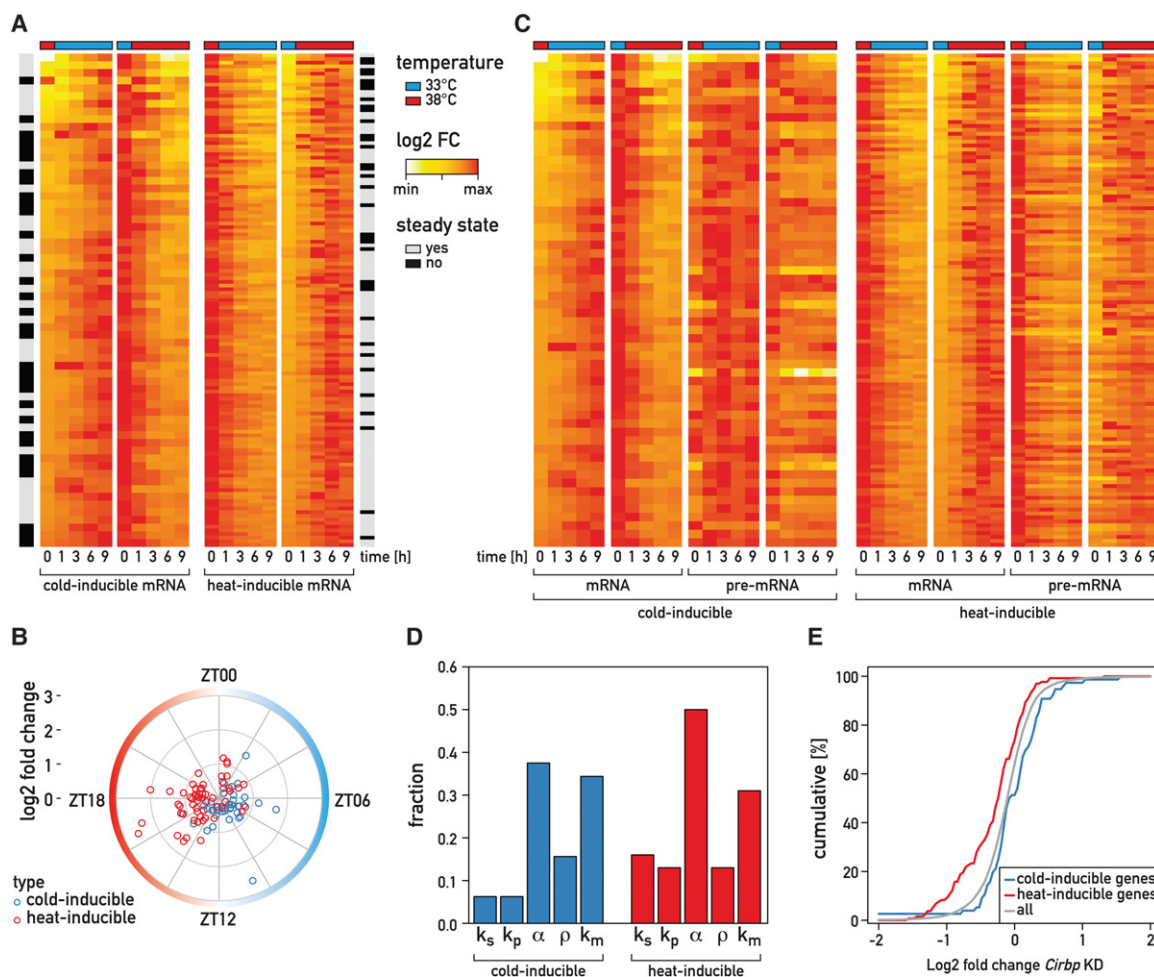 A
temperature
33°C
38°C
log2 FC
min max
steady state
yes
no
0 1 3 6 9 0 1 3 6 9 0 1 3 6 9 0 1 3 6 9 time [h]
cold-inducible mRNA heat-inducible mRNA
C
time [h] 0 1 3 6 9 0 1 3 6 9 0 1 3 6 9 0 1 3 6 9 0 1 3 6 9 0 1 3 6 9 0 1 3 6 9 0 1 3 6 9
mRNA pre-mRNA mRNA pre-mRNA
cold-inducible heat-inducible
B
log2 fold change
3
2
1
0
ZT00
ZT06
ZT12
ZT18
type
cold-inducible
heat-inducible
D
fraction
0.6
0.5
0.4
0.3
0.2
0.1
0.0
ks kp α ρ km ks kp α ρ km
cold-inducible heat-inducible
E
cumulative [%]
100
80
60
40
20
0
cold-inducible genes
heat-inducible genes
all
-2 -1 0 1 2
Log2 fold change Cirbp KD